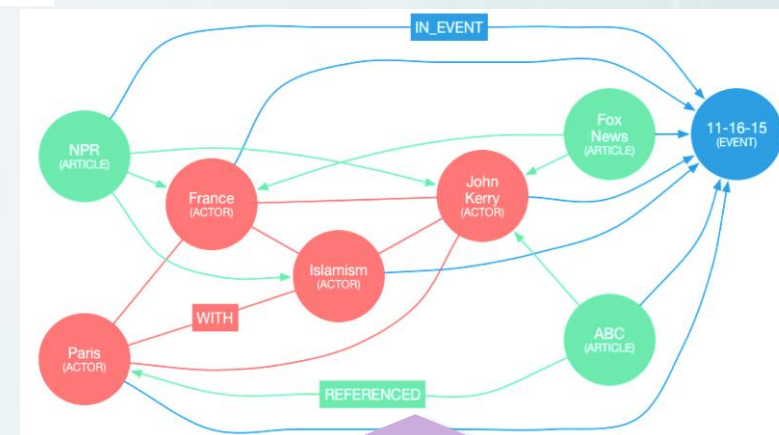 IN_EVENT
NPR
(ARTICLE)
Fox
News
(ARTICLE)
11-16-15
(EVENT)
France
(ACTOR)
John
Kerry
(ACTOR)
Islamism
(ACTOR)
WITH
Paris
(ACTOR)
ABC
(ARTICLE)
REFERENCED